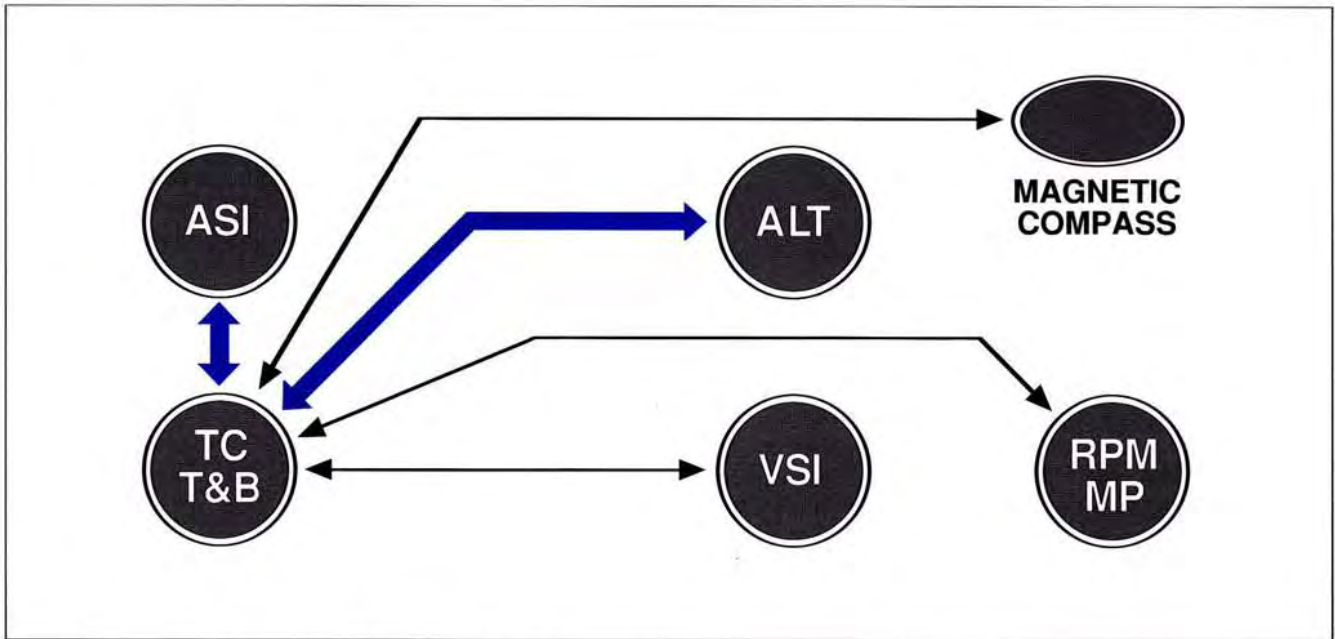 ASI
ALT
MAGNETIC
COMPASS
TC
T&B
VSI
RPM
MP